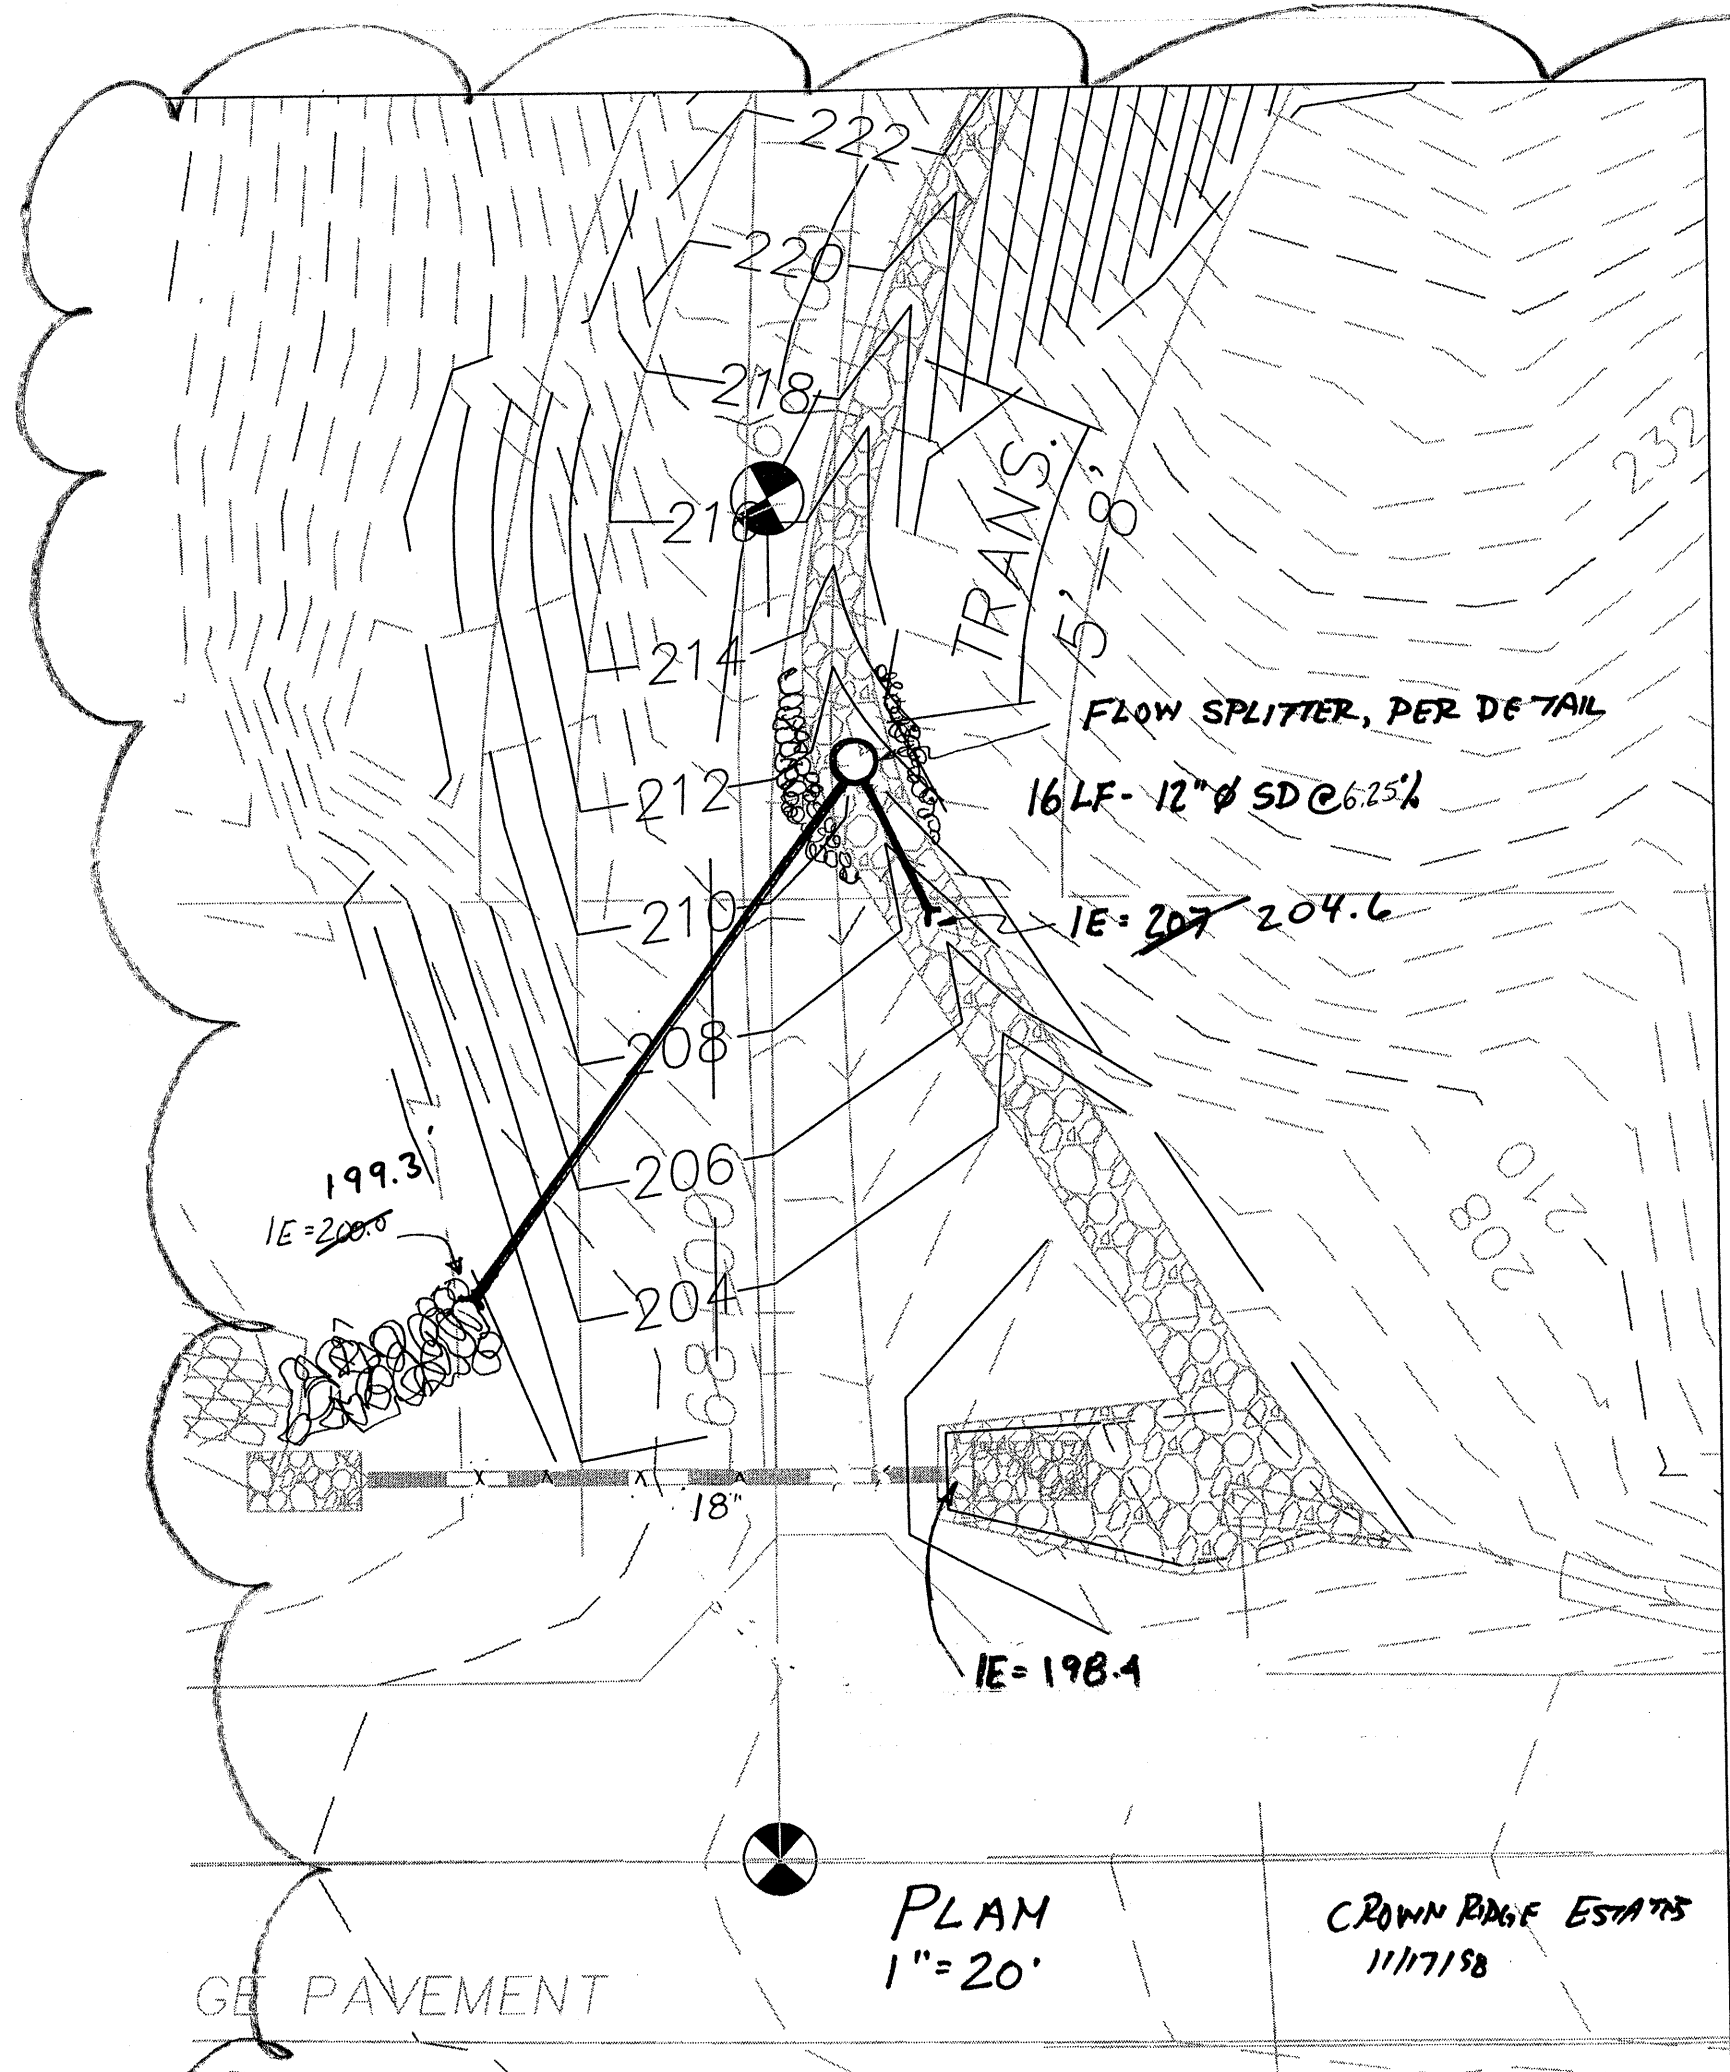 222
220
218
216
TRANS.
5'-8'
232
214
FLOW SPLITTER, PER DETAIL
212
16 LF- 12"ϕ SD @ 6.25%
210
IE= 207 204.6
208
199.3
206
210
208
IE=200.0
204
18"
IE= 198.4
PLAN
1"=20'
CROWN RIDGE ESTATES
11/17/98
GE PAVEMENT